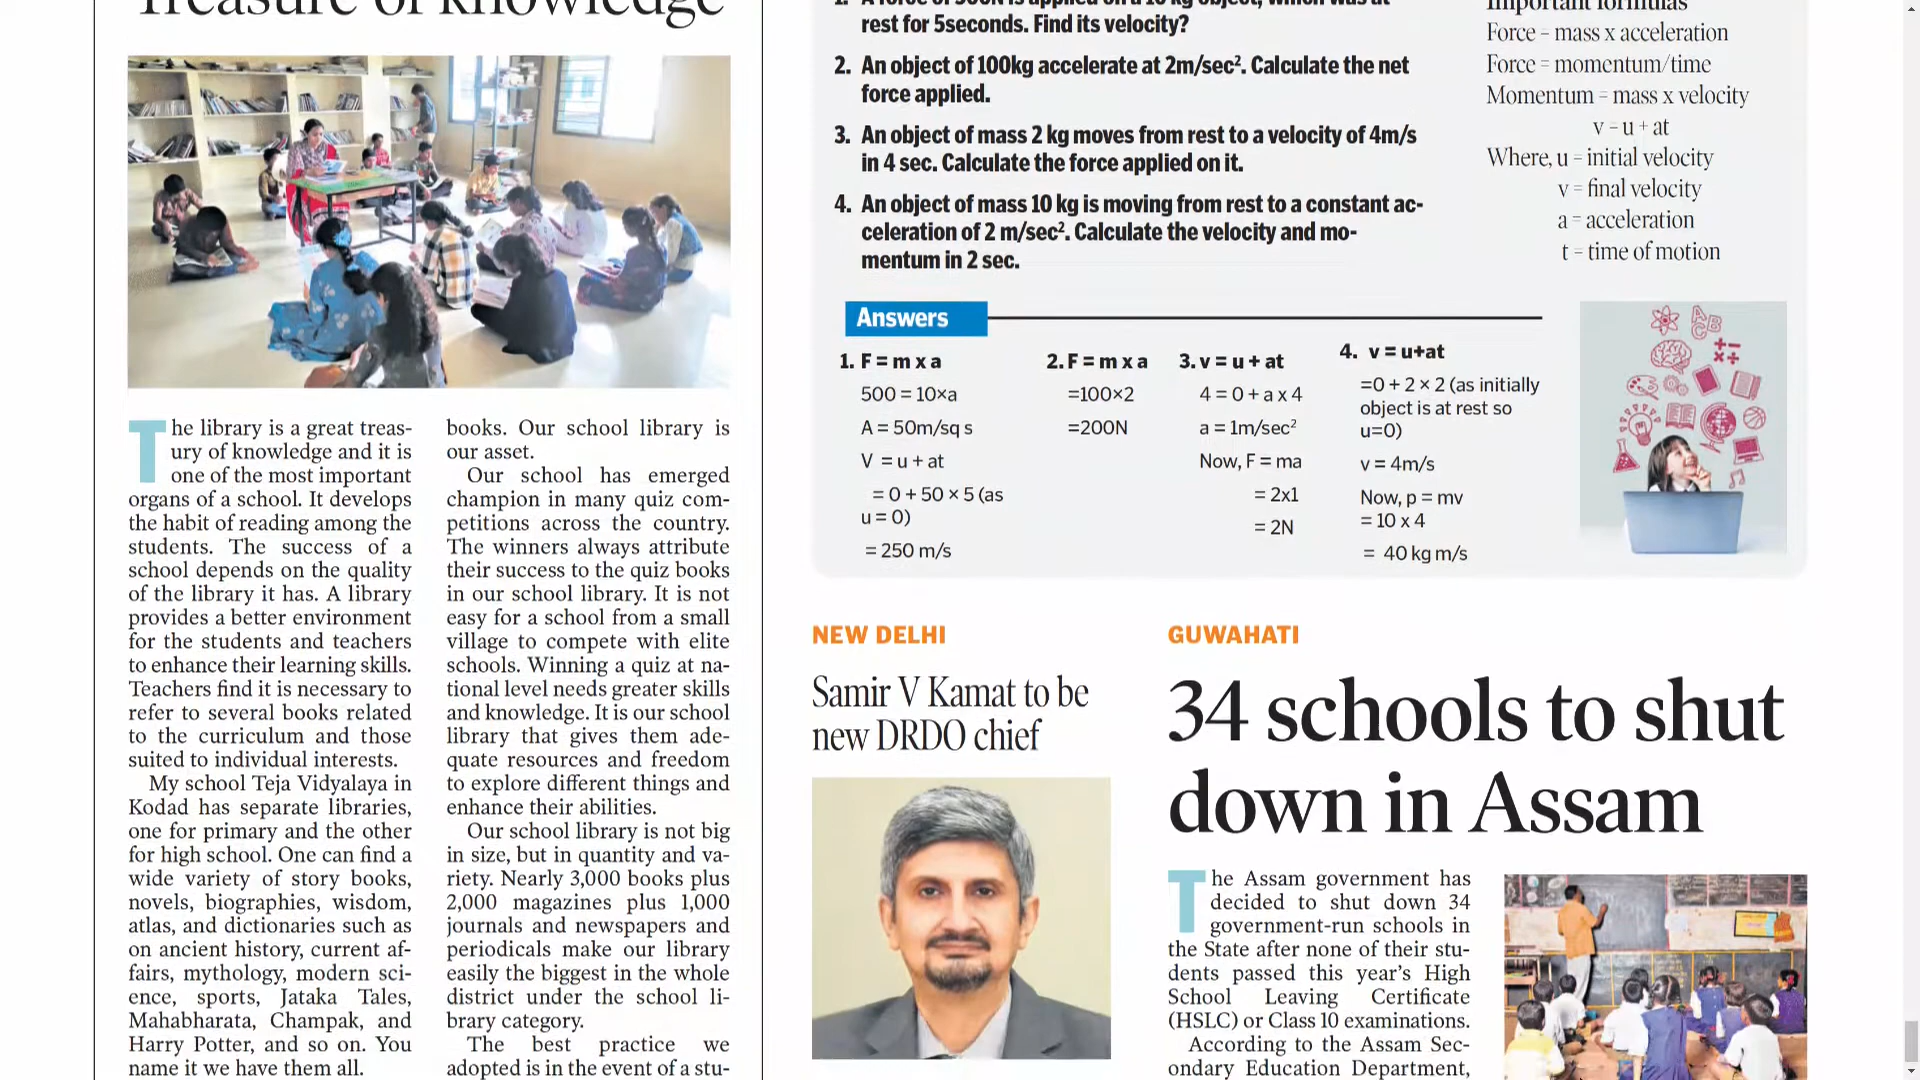 Treasure of knowledge
The library is a great treas-
ury of knowledge and it is
one of the most important
organs of a school. It develops
the habit of reading among the
students. The success of a
school depends on the quality
of the library it has. A library
provides a better environment
for the students and teachers
to enhance their learning skills.
Teachers find it is necessary to
refer to several books related
to the curriculum and those
suited to individual interests.
My school Teja Vidyalaya in
Kodad has separate libraries,
one for primary and the other
for high school. One can find a
wide variety of story books,
novels, biographies, wisdom,
atlas, and dictionaries such as
on ancient history, current af-
fairs, mythology, modern sci-
ence, sports, Jataka Tales,
Mahabharata, Champak, and
Harry Potter, and so on. You
name it we have them all.
books. Our school library is
our asset.
Our school has emerged
champion in many quiz com-
petitions across the country.
The winners always attribute
their success to the quiz books
in our school library. It is not
easy for a school from a small
village to compete with elite
schools. Winning a quiz at na-
tional level needs greater skills
and knowledge. It is our school
library that gives them ade-
quate resources and freedom
to explore different things and
enhance their abilities.
Our school library is not big
in size, but in quantity and va-
riety. Nearly 3,000 books plus
2,000 magazines plus 1,000
journals and newspapers and
periodicals make our library
easily the biggest in the whole
district under the school li-
brary category.
The best practice we
adopted is in the event of a stu-
1. A force of 500N is applied on a 10 kg object, which was at
rest for 5seconds. Find its velocity?
2. An object of 100kg accelerate at 2m/sec². Calculate the net
force applied.
3. An object of mass 2 kg moves from rest to a velocity of 4m/s
in 4 sec. Calculate the force applied on it.
4. An object of mass 10 kg is moving from rest to a constant ac-
celeration of 2 m/sec². Calculate the velocity and mo-
mentum in 2 sec.
Important formulas
Force = mass x acceleration
Force = momentum/time
Momentum = mass x velocity
v = u + at
Where, u = initial velocity
v = final velocity
a = acceleration
t = time of motion
Answers
1. F = m x a
500 = 10×a
A = 50m/sq s
V = u + at
= 0 + 50 × 5 (as
u = 0)
= 250 m/s
2. F = m x a
=100×2
=200N
3. v = u + at
4 = 0 + a x 4
a = 1m/sec²
Now, F = ma
= 2x1
= 2N
4. v = u+at
=0 + 2 × 2 (as initially
object is at rest so
u=0)
v = 4m/s
Now, p = mv
= 10 x 4
= 40 kg m/s
ABC
NEW DELHI
Samir V Kamat to be
new DRDO chief
GUWAHATI
34 schools to shut
down in Assam
The Assam government has
decided to shut down 34
government-run schools in
the State after none of their stu-
dents passed this year's High
School Leaving Certificate
(HSLC) or Class 10 examinations.
According to the Assam Sec-
ondary Education Department,